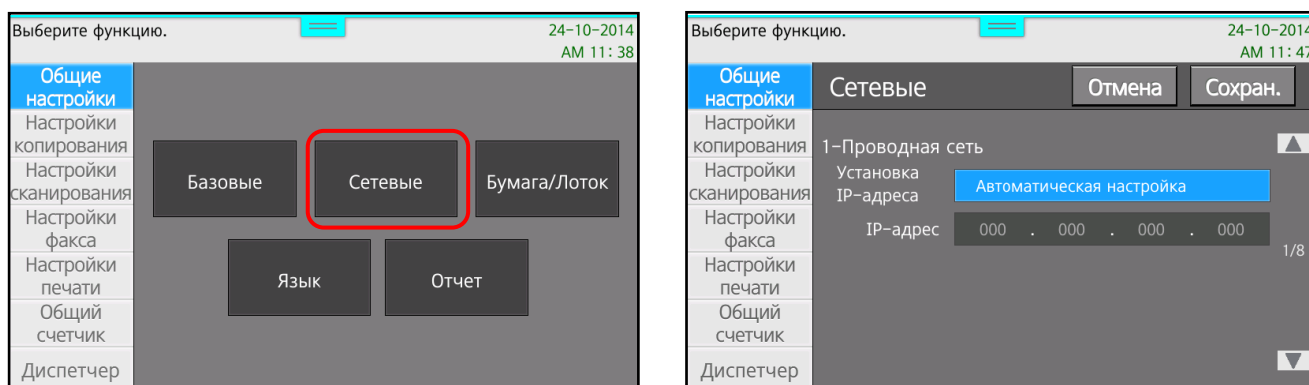 Выберите функцию.
24-10-2014
AM 11:38
Общие
настройки
Настройки
копирования
Настройки
сканирования
Настройки
факса
Настройки
печати
Общий
счетчик
Диспетчер
Базовые
Сетевые
Бумага/Лоток
Язык
Отчет
Выберите функцию.
24-10-2014
AM 11:47
Общие
настройки
Настройки
копирования
Настройки
сканирования
Настройки
факса
Настройки
печати
Общий
счетчик
Диспетчер
Сетевые
Отмена
Сохран.
1-Проводная сеть
Установка
IP-адреса
Автоматическая настройка
IP-адрес
000 . 000 . 000 . 000
1/8